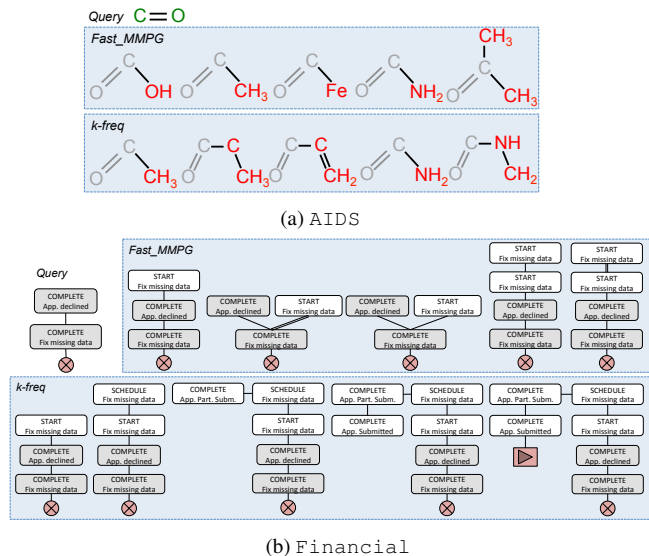 Query C O
Fast_MMPG
CH3
C C C C C
O OH O CH3 O Fe O NH2 O CH3
k-freq
C C C C C C C NH
O CH3 O CH3 O CH2 O NH2 O CH2
(a) AIDS
Query
COMPLETE
App. declined
COMPLETE
Fix missing data
Fast_MMPG
START
Fix missing data
COMPLETE
App. declined
COMPLETE
Fix missing data
COMPLETE
App. declined
START
Fix missing data
COMPLETE
Fix missing data
COMPLETE
App. declined
START
Fix missing data
COMPLETE
Fix missing data
START
Fix missing data
START
Fix missing data
COMPLETE
App. declined
COMPLETE
Fix missing data
START
Fix missing data
START
Fix missing data
COMPLETE
App. declined
COMPLETE
Fix missing data
k-freq
START
Fix missing data
COMPLETE
App. declined
COMPLETE
Fix missing data
SCHEDULE
Fix missing data
START
Fix missing data
COMPLETE
App. declined
COMPLETE
Fix missing data
COMPLETE
App. Part. Subm.
SCHEDULE
Fix missing data
START
Fix missing data
COMPLETE
App. declined
COMPLETE
Fix missing data
COMPLETE
App. Part. Subm.
COMPLETE
App. Submitted
SCHEDULE
Fix missing data
START
Fix missing data
COMPLETE
App. declined
COMPLETE
Fix missing data
COMPLETE
App. Part. Subm.
COMPLETE
App. Submitted
SCHEDULE
Fix missing data
START
Fix missing data
COMPLETE
App. declined
COMPLETE
Fix missing data
(b) Financial